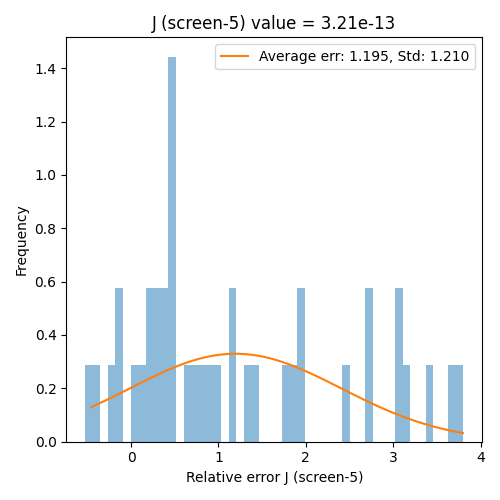 J (screen-5) value = 3.21e-13
Average err: 1.195, Std: 1.210
1.4
1.2
1.0
0.8
0.6
0.4
0.2
0.0
Frequency
0 1 2 3 4
Relative error J (screen-5)